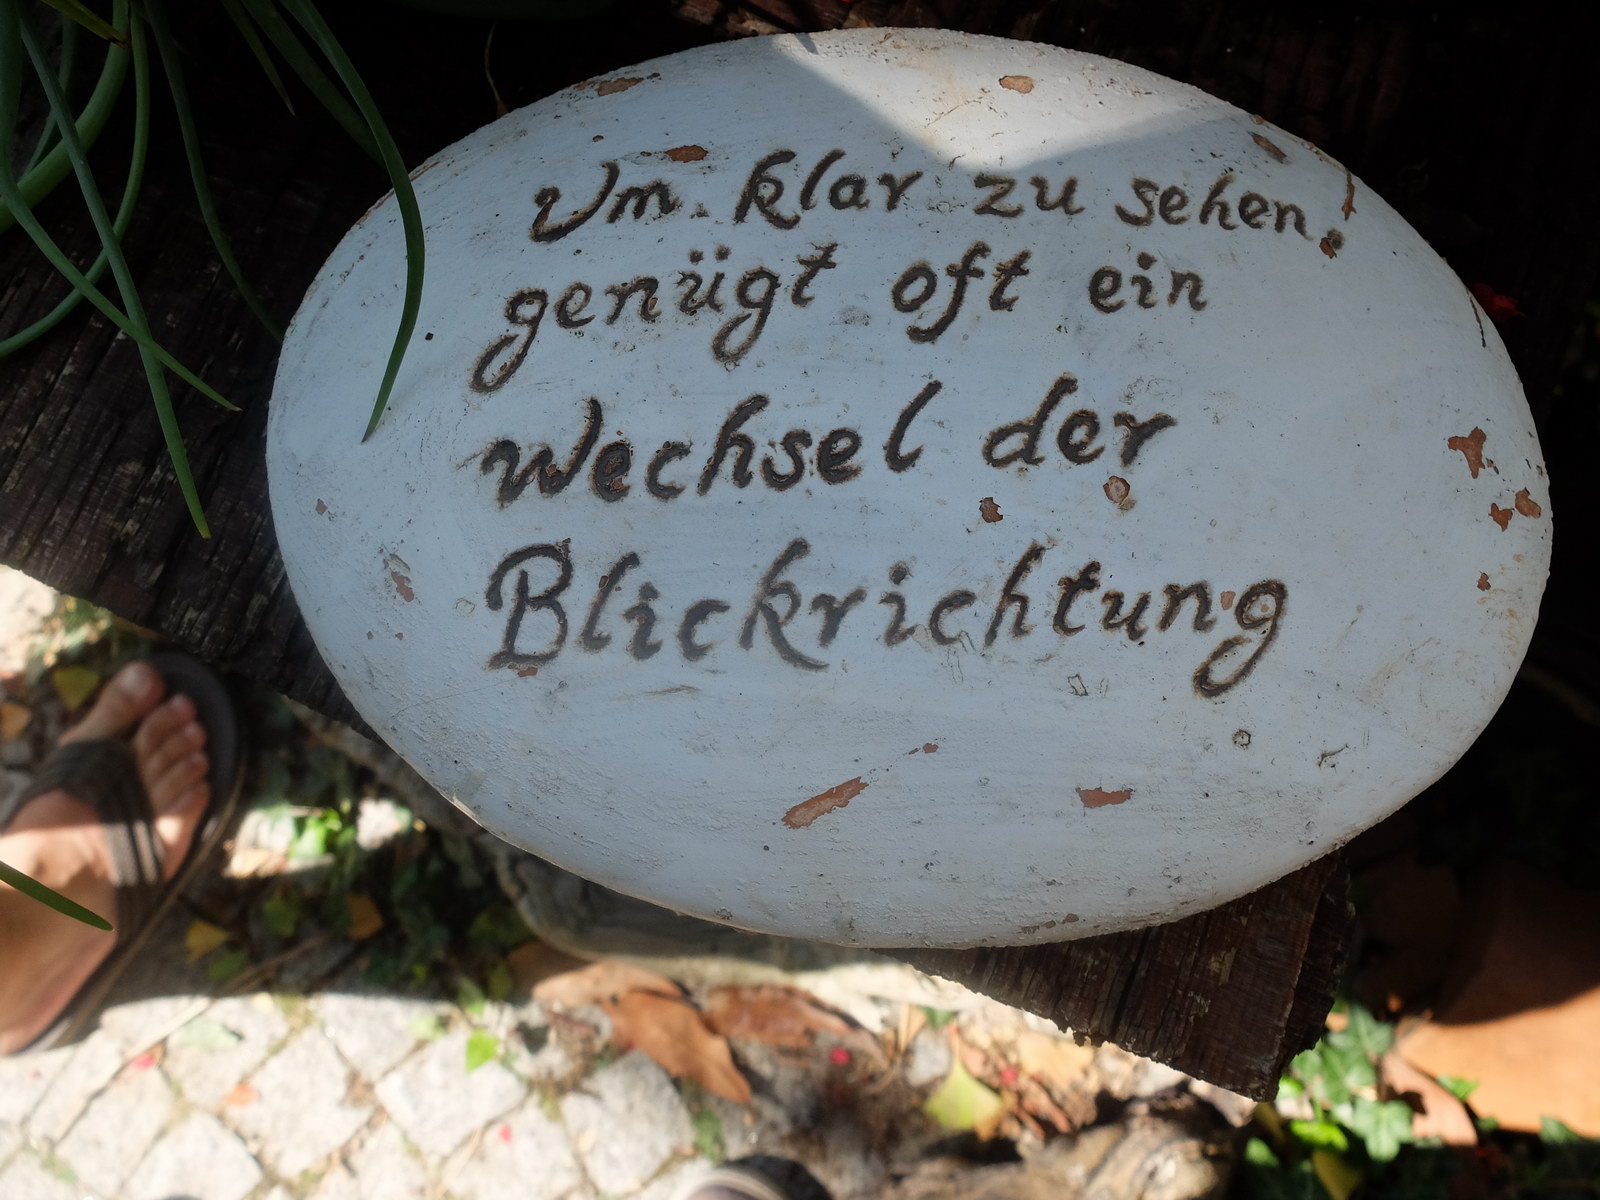 Um klar zu sehen,
genügt oft ein
Wechsel der
Blickrichtung